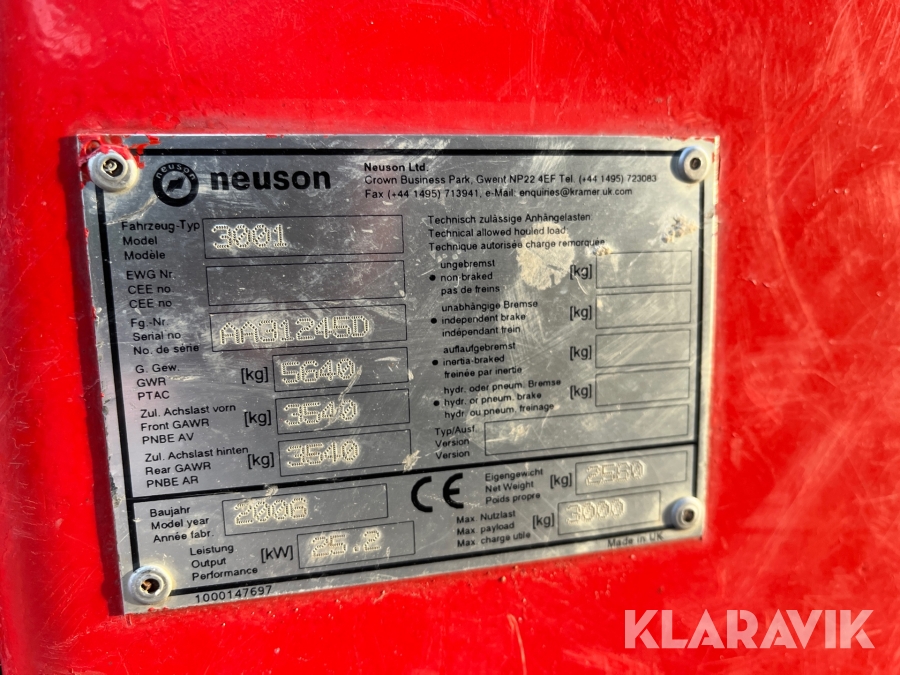 neuson
neuson
Neuson Ltd.
Crown Business Park, Gwent NP22 4EF Tel. (+44 1495) 723083
Fax (+44 1495) 713941, e-Mail: enquiries@kramer.uk.com
Fahrzeug-Typ
Model
Modèle
3001
EWG Nr.
CEE no
CEE no
Fg.-Nr.
Serial no
No. de série
AA31245D
G. Gew.
GWR
PTAC
[kg]
5640
Zul. Achslast vorn
Front GAWR
PNBE AV
[kg]
3540
Zul. Achslast hinten
Rear GAWR
PNBE AR
[kg]
3540
Technisch zulässige Anhängelasten:
Technical allowed houled load:
Technique autorisée charge remorquee
ungebremst
• non-braked
pas de freins
[kg]
unabhängige Bremse
• independent brake
indépendant frein
[kg]
auflaufgebremst
• inertia-braked
freinée par inertie
[kg]
hydr. oder pneum. Bremse
• hydr. or pneum. brake
hydr. ou pneum. freinage
[kg]
Typ/Ausf.
Version
Version
Baujahr
Model year
Année fabr.
Leistung
Output
Performance
[kW]
25.2
CE
Eigengewicht
Net Weight
Poids propre
[kg]
Max. Nutzlast
Max. payload
Max. charge utile
[kg]
3000
Made in UK
1000147697
KLARAVIK